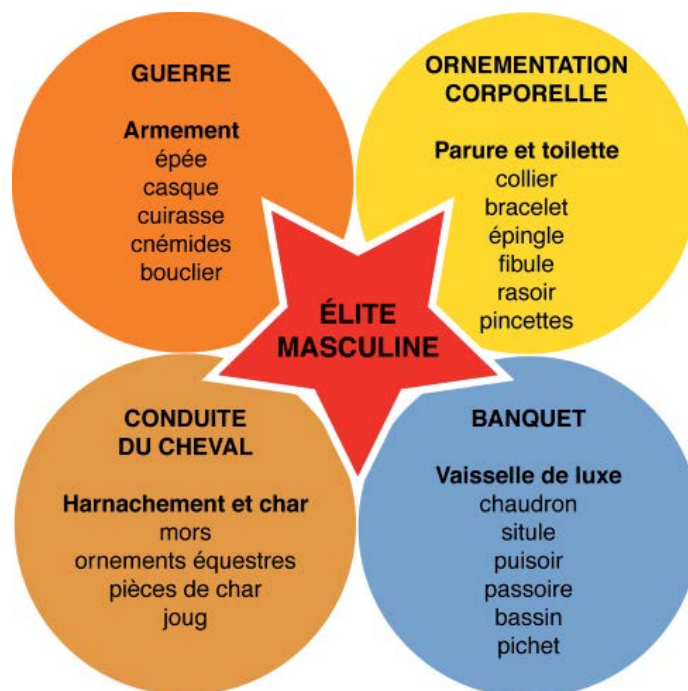 GUERRE
Armement
épée
casque
cuirasse
cnémides
bouclier
ORNEMENTATION
CORPORELLE
Parure et toilette
collier
bracelet
épingle
fibule
rasoir
pincettes
ÉLITE
MASCULINE
CONDUITE
DU CHEVAL
Harnachement et char
mors
ornements équestres
pièces de char
joug
BANQUET
Vaisselle de luxe
chaudron
situle
puisoir
passoire
bassin
pichet